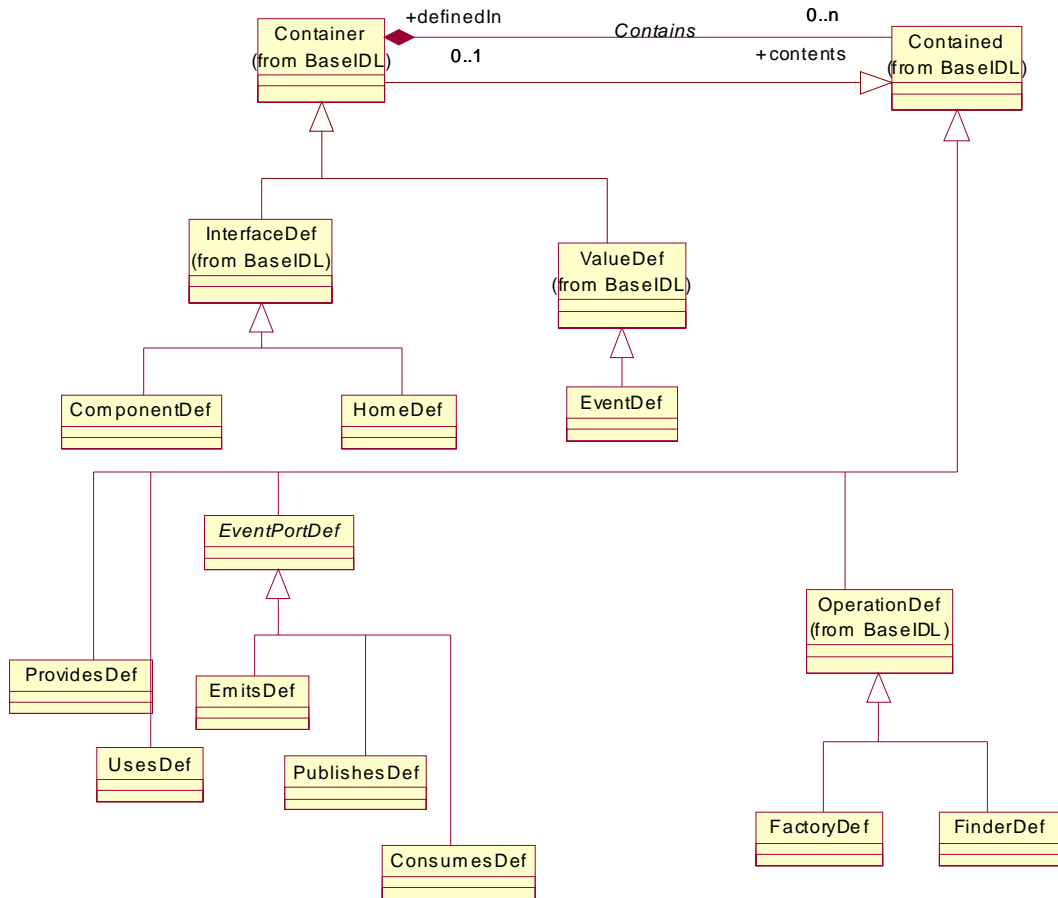 +definedIn
0..n
Container
(from BaseIDL)
Contains
Contained
(from BaseIDL)
0..1
+contents
InterfaceDef
(from BaseIDL)
ValueDef
(from BaseIDL)
ComponentDef
HomeDef
EventDef
EventPortDef
OperationDef
(from BaseIDL)
ProvidesDef
EmitsDef
UsesDef
PublishesDef
FactoryDef
FinderDef
ConsumesDef